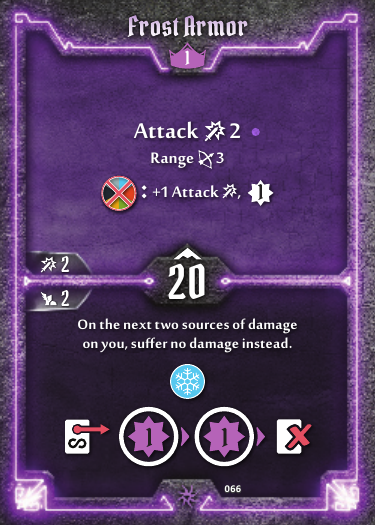 Frost Armor
1
Attack 2
Range 3
: +1 Attack , 1
2
20
2
On the next two sources of damage
on you, suffer no damage instead.
S 1 1
066